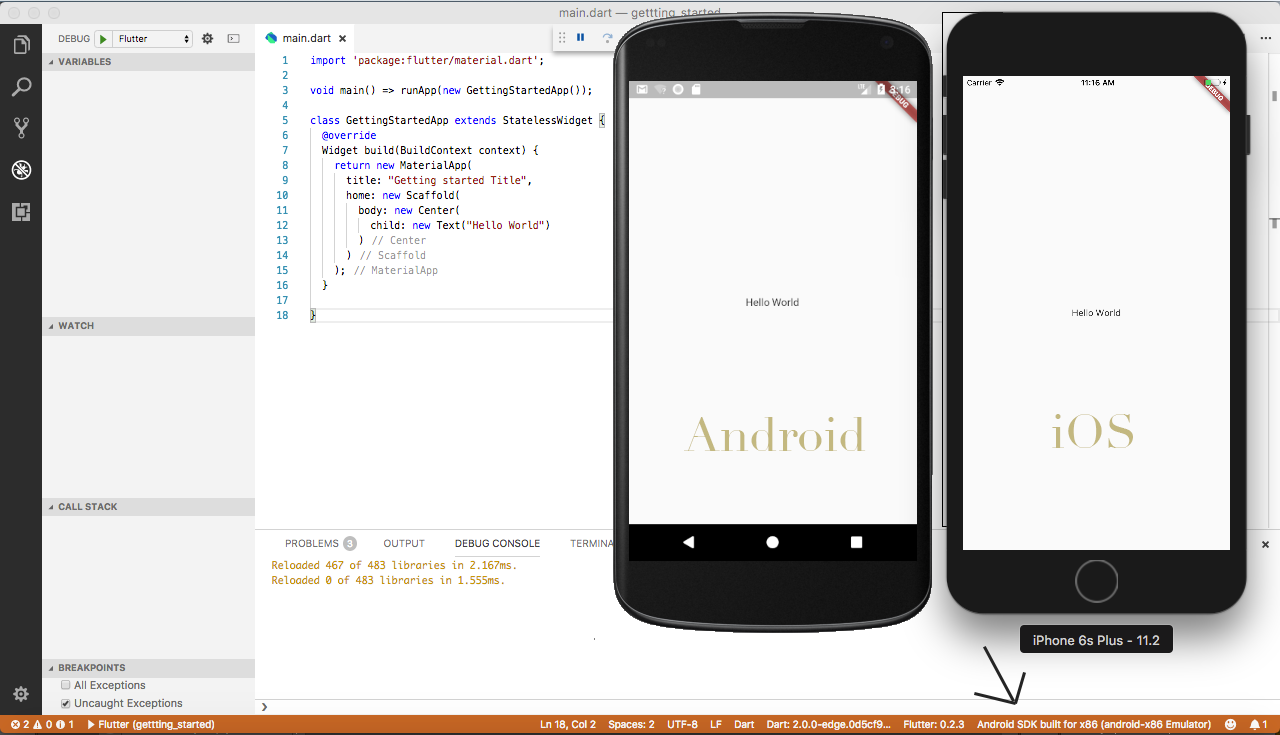 main.dart — gettting_started
DEBUG Flutter
main.dart
VARIABLES
1 import 'package:flutter/material.dart';
2
3 void main() => runApp(new GettingStartedApp());
4
5 class GettingStartedApp extends StatelessWidget {
6 @override
7 Widget build(BuildContext context) {
8 return new MaterialApp(
9 title: "Getting started Title",
10 home: new Scaffold(
11 body: new Center(
12 child: new Text("Hello World")
13 ) // Center
14 ) // Scaffold
15 ); // MaterialApp
16 }
17
18 }
WATCH
CALL STACK
BREAKPOINTS
All Exceptions
Uncaught Exceptions
PROBLEMS 3 OUTPUT DEBUG CONSOLE TERMINA
Reloaded 467 of 483 libraries in 2.167ms.
Reloaded 0 of 483 libraries in 1.555ms.
3:16
DEBUG
Hello World
Android
Carrier 11:16 AM
DEBUG
Hello World
iOS
iPhone 6s Plus - 11.2
2 0 1 Flutter (gettting_started) Ln 18, Col 2 Spaces: 2 UTF-8 LF Dart Dart: 2.0.0-edge.0d5cf9... Flutter: 0.2.3 Android SDK built for x86 (android-x86 Emulator) 1